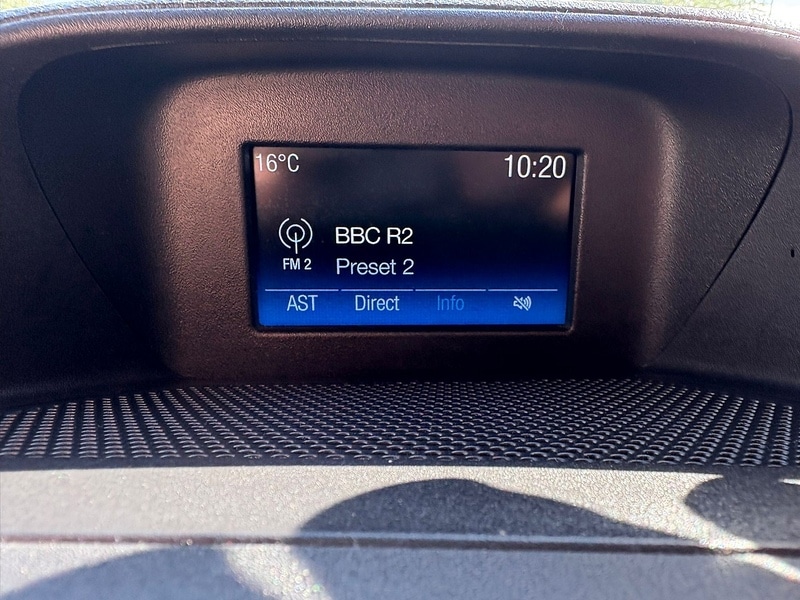 16°C 10:20
BBC R2
FM 2 Preset 2
AST Direct Info